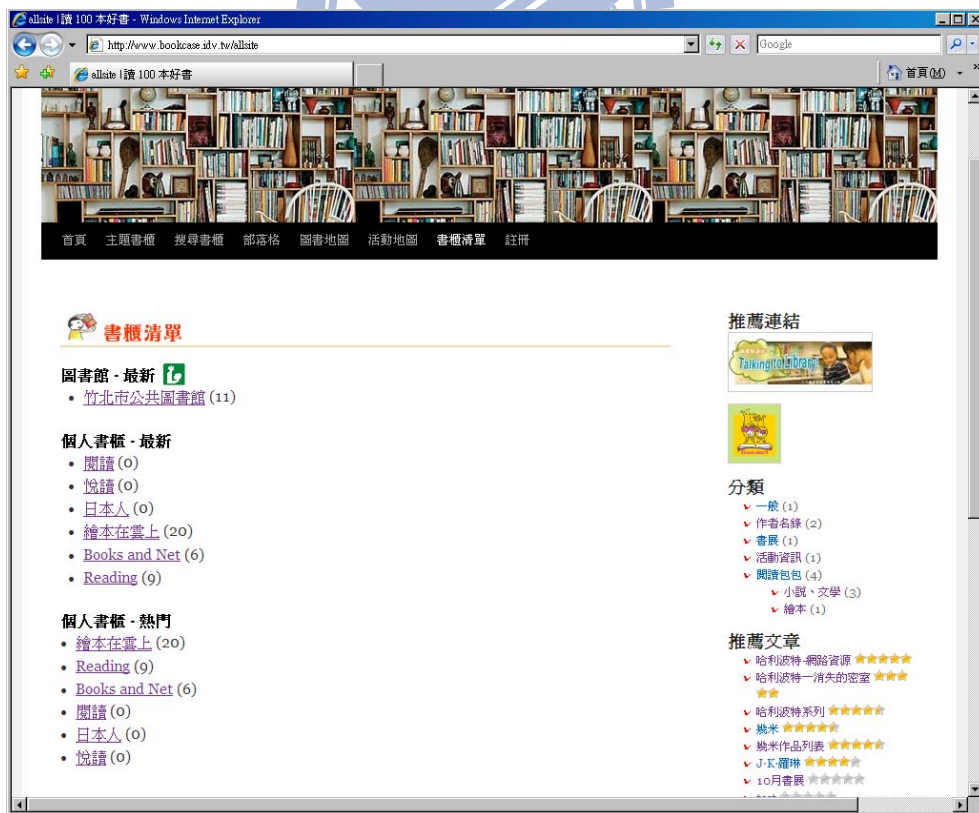 allsite | 讀 100 本好書 - Windows Internet Explorer
http://www.bookcase.idv.tw/allsite
Google
allsite | 讀 100 本好書
首頁(M)
首頁 主題書櫃 搜尋書櫃 部落格 圖書地圖 活動地圖 書櫃清單 註冊
書櫃清單
圖書館 - 最新
竹北市公共圖書館 (11)
個人書櫃 - 最新
閱讀 (0)
悅讀 (0)
日本人 (0)
繪本在雲上 (20)
Books and Net (6)
Reading (9)
個人書櫃 - 熱門
繪本在雲上 (20)
Reading (9)
Books and Net (6)
閱讀 (0)
日本人 (0)
悅讀 (0)
推薦連結
Talking to Library
分類
一般 (1)
作者名錄 (2)
書展 (1)
活動資訊 (1)
閱讀包包 (4)
小說、文學 (3)
繪本 (1)
推薦文章
哈利波特-網路資源
哈利波特—消失的密室
哈利波特系列
幾米
幾米作品列表
J·K·羅琳
10月書展